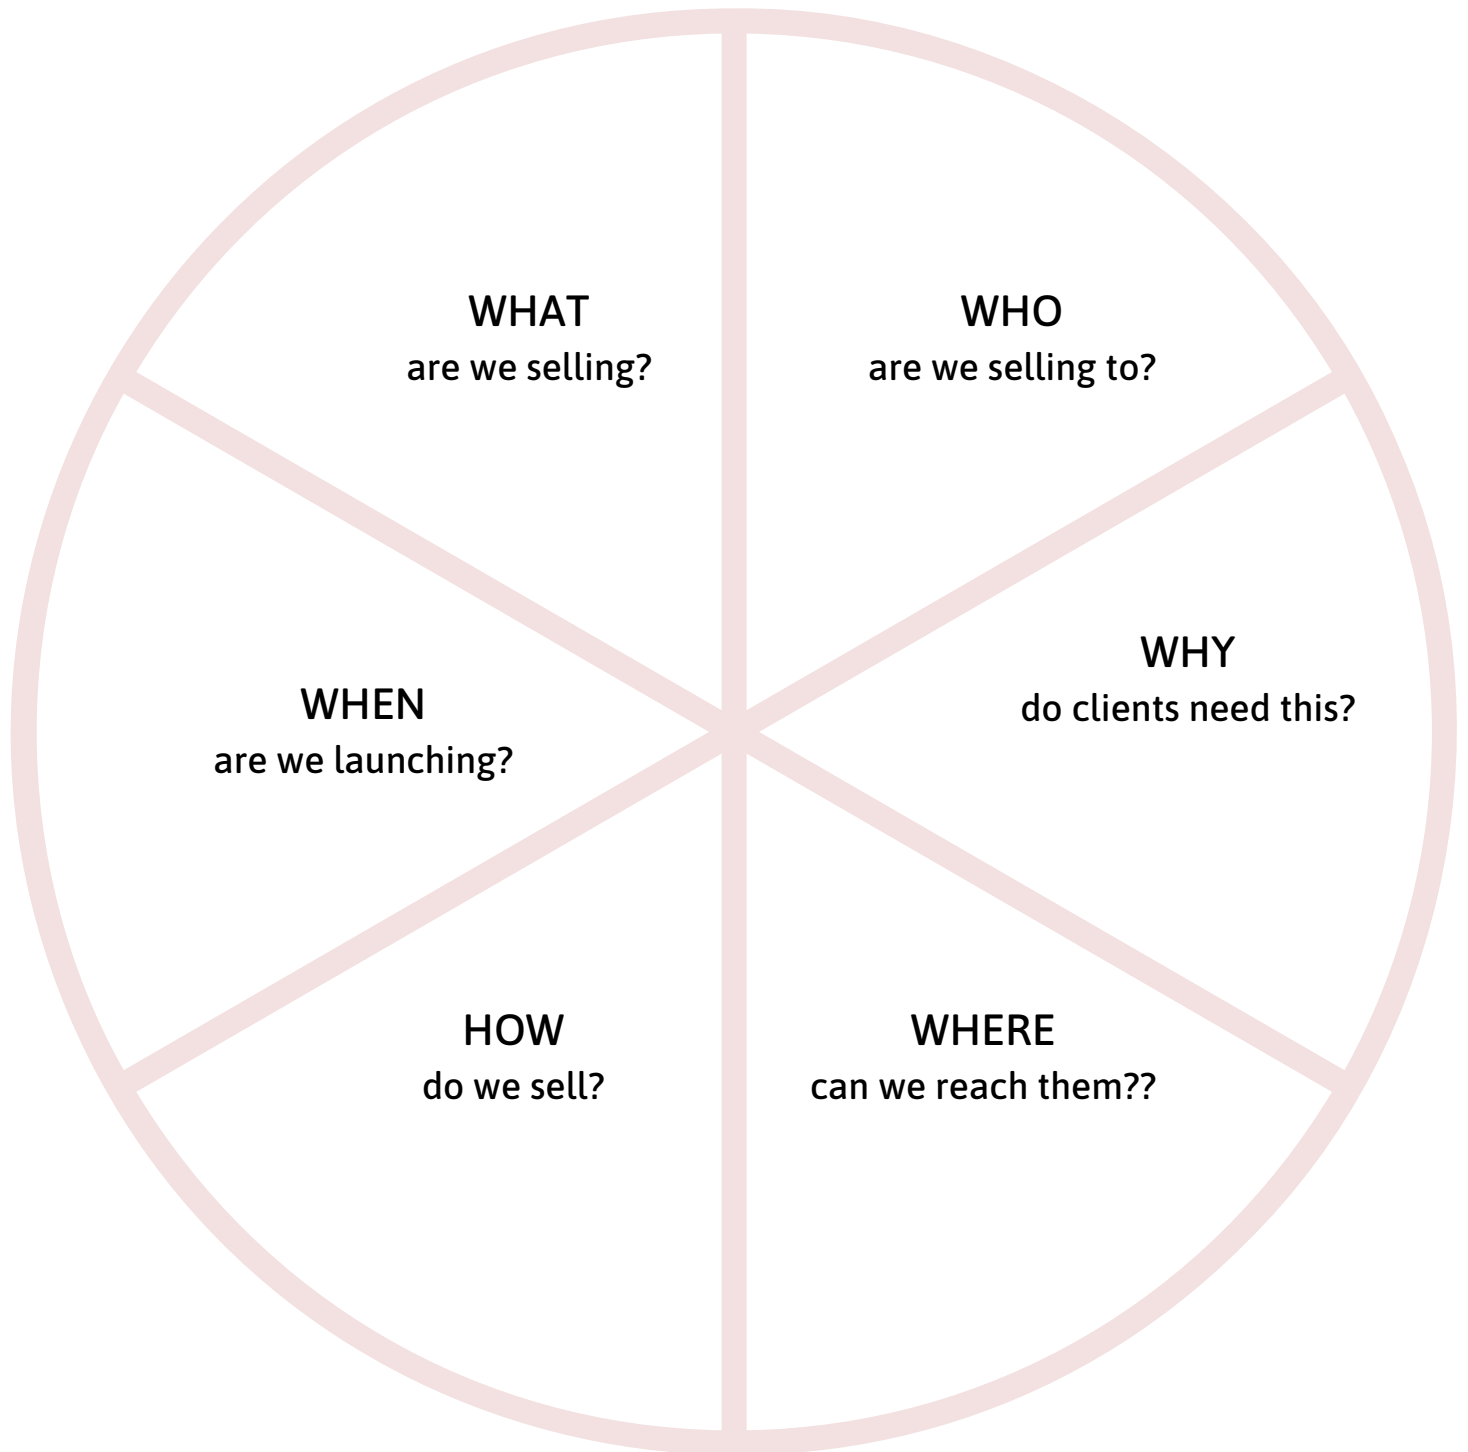 WHAT
are we selling?
WHO
are we selling to?
WHY
do clients need this?
WHERE
can we reach them??
HOW
do we sell?
WHEN
are we launching?